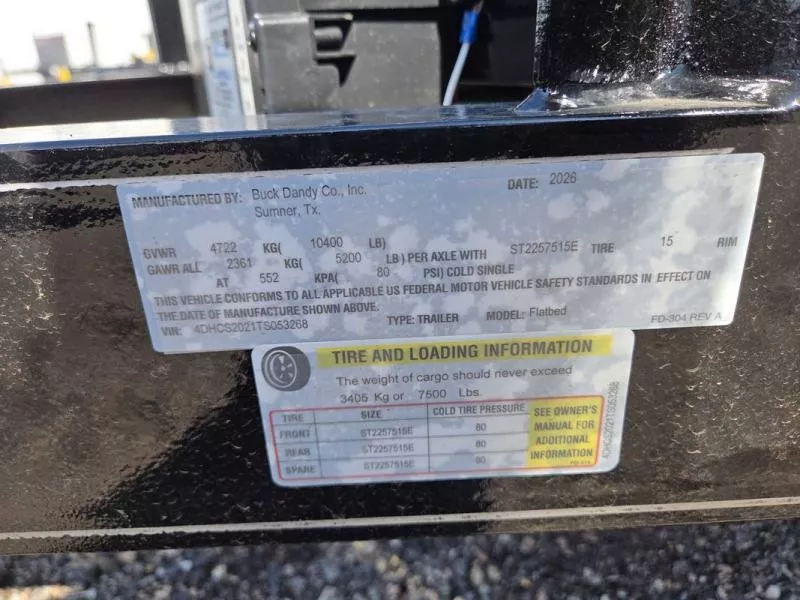 MANUFACTURED BY: Buck Dandy Co., Inc. DATE: 2026
Sumner, Tx.
GVWR 4722 KG( 10400 LB)
GAWR ALL 2361 KG( 5200 LB) PER AXLE WITH ST2257515E TIRE 15 RIM
AT 552 KPA( 80 PSI) COLD SINGLE
THIS VEHICLE CONFORMS TO ALL APPLICABLE US FEDERAL MOTOR VEHICLE SAFETY STANDARDS IN EFFECT ON
THE DATE OF MANUFACTURE SHOWN ABOVE.
VIN: 4DHCS2021TS053268 TYPE: TRAILER MODEL: Flatbed FD-304 REV A
TIRE AND LOADING INFORMATION
The weight of cargo should never exceed
3405 Kg or 7500 Lbs.
TIRE SIZE COLD TIRE PRESSURE
FRONT ST2257515E 80
REAR ST2257515E 80
SPARE ST2257515E 80
SEE OWNER'S
MANUAL FOR
ADDITIONAL
INFORMATION
4DHCS2021TS053268